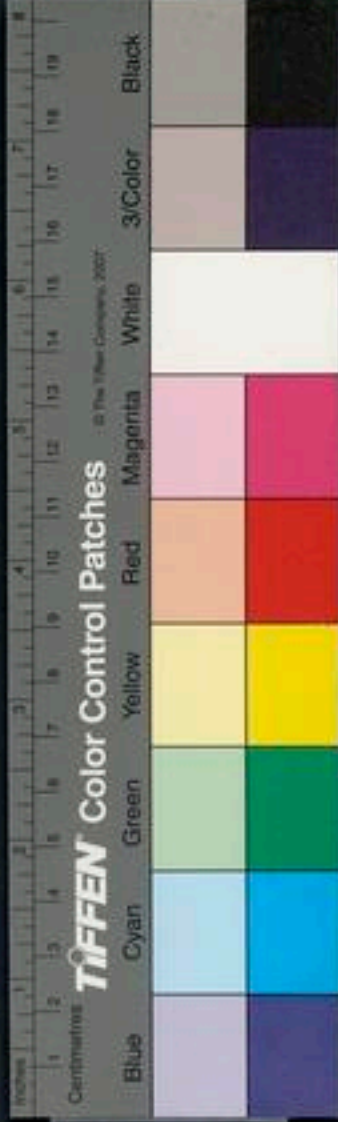 Inches 1 2 3 4 5 6 7 8
Centimetres 1 2 3 4 5 6 7 8 9 10 11 12 13 14 15 16 17 18 19
TIFFEN® Color Control Patches © The Tiffen Company, 2007
Blue Cyan Green Yellow Red Magenta White 3/Color Black